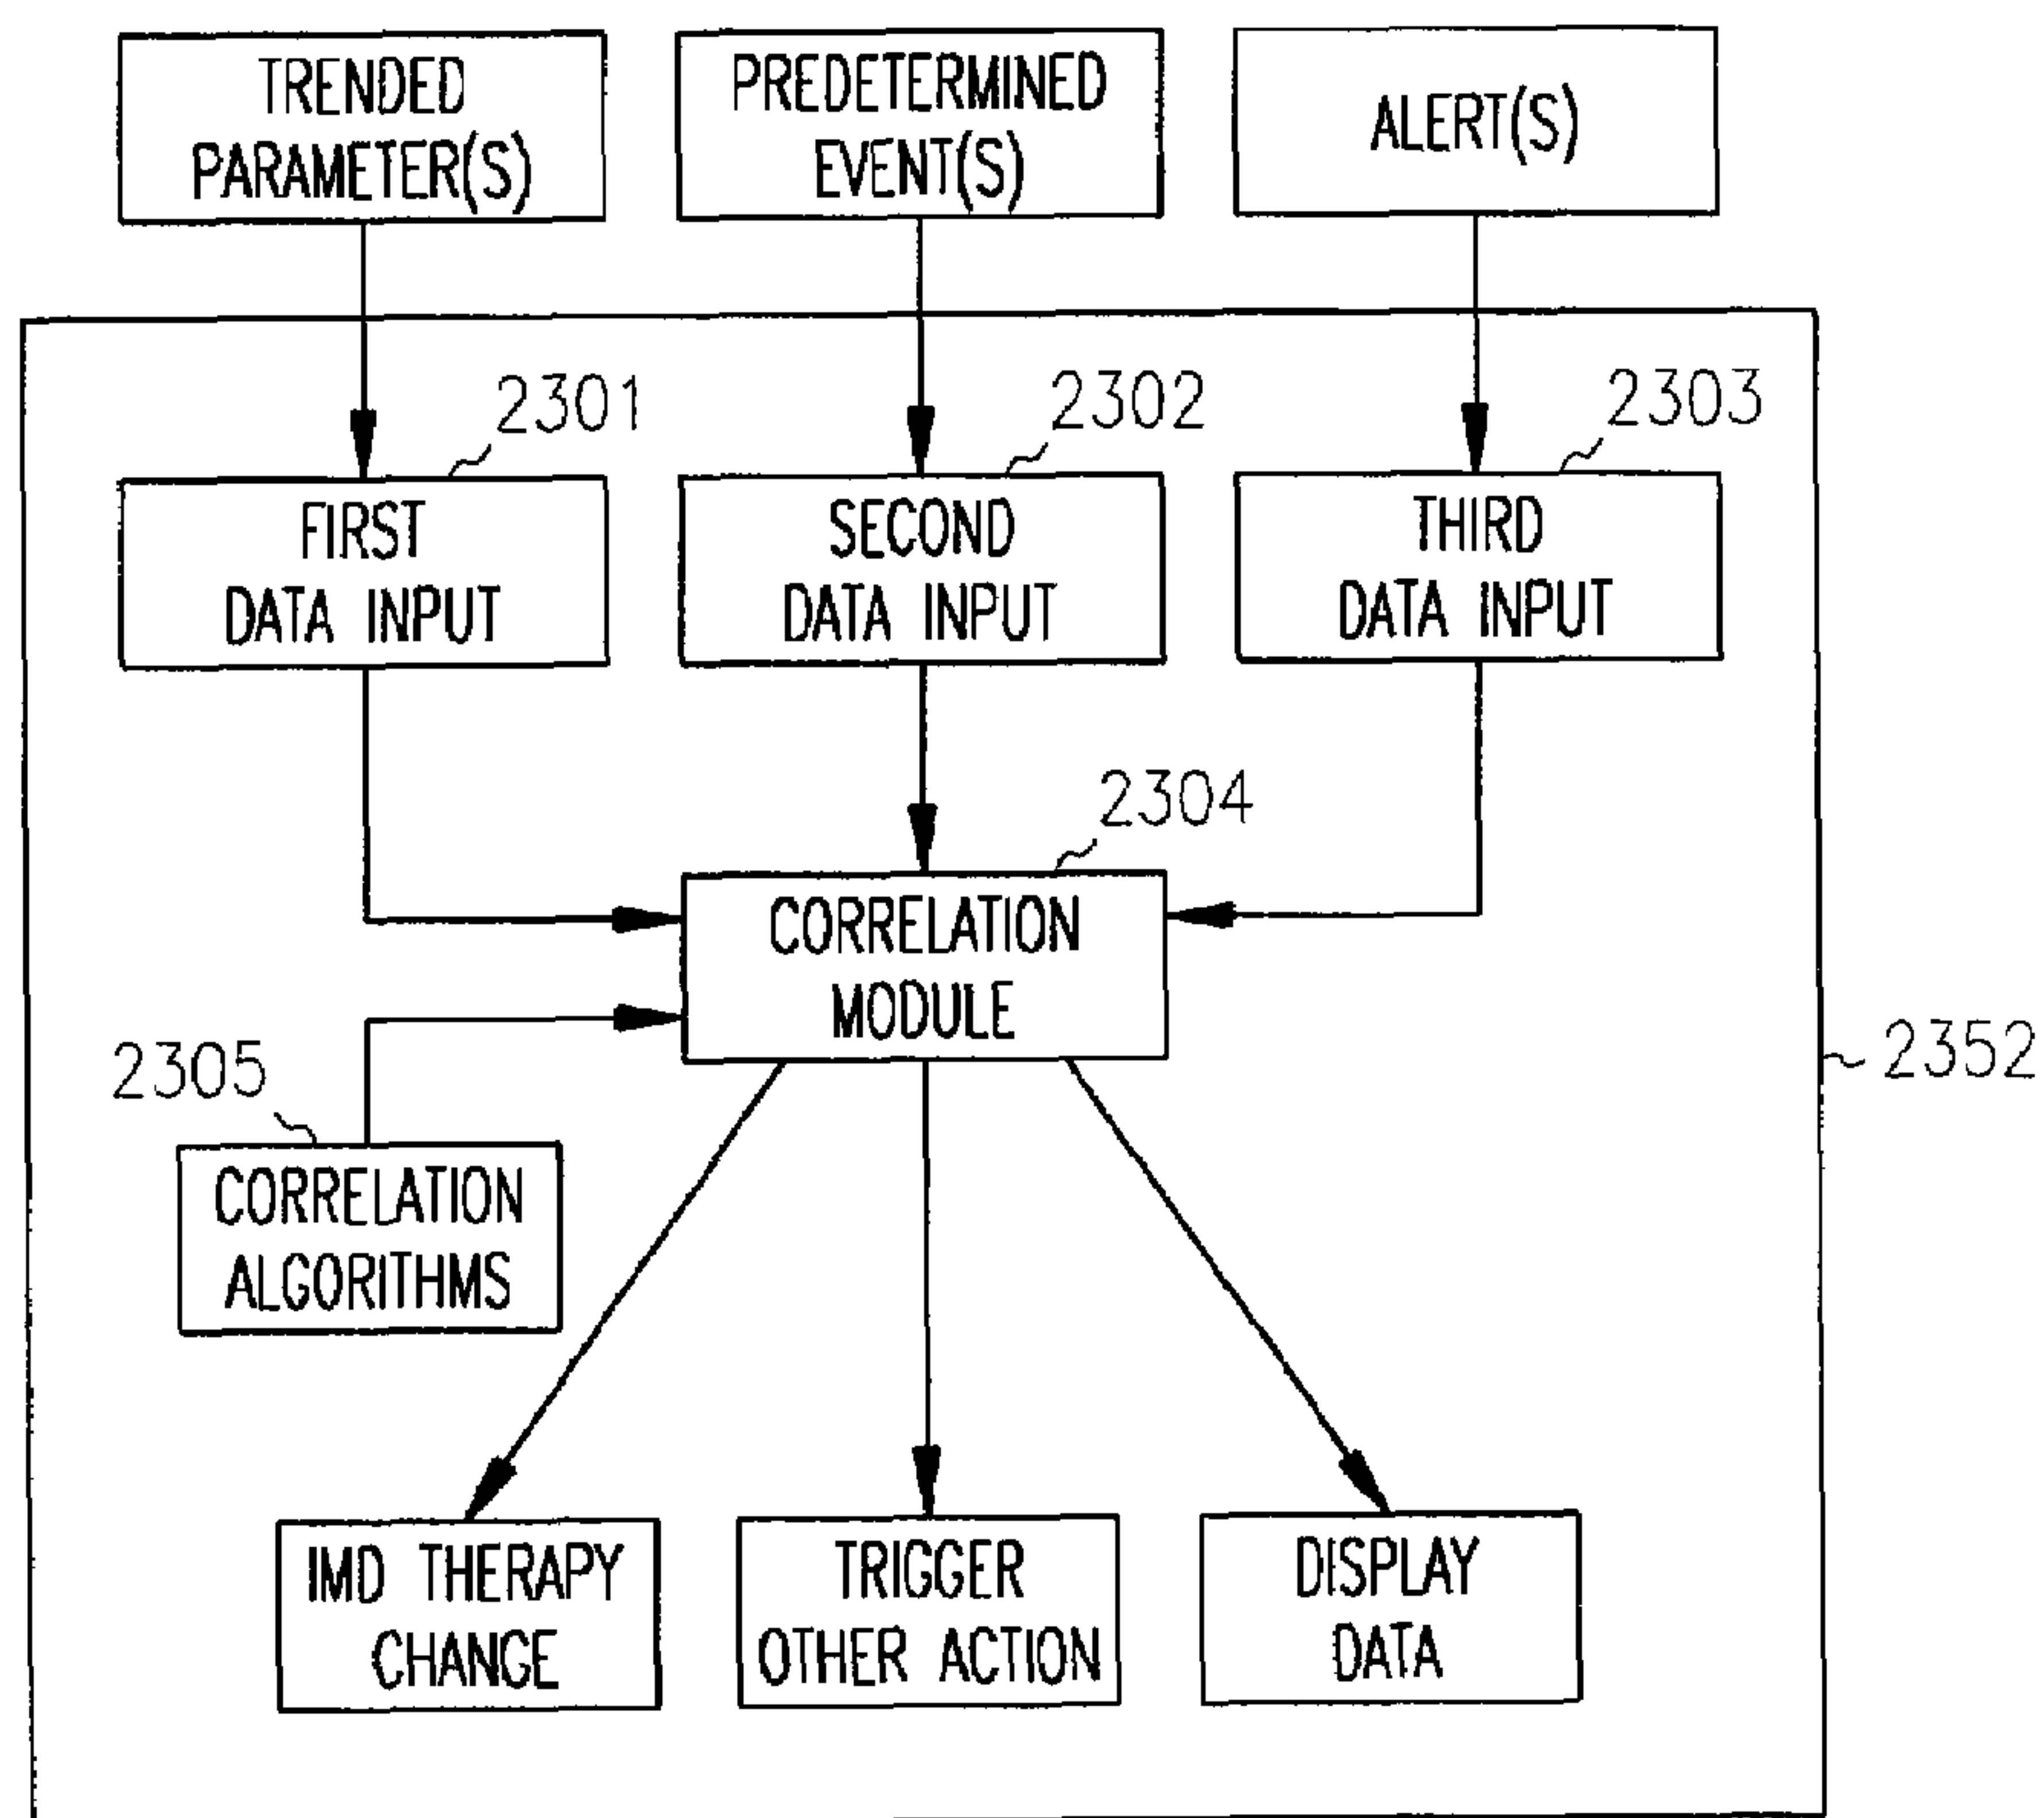 TRENDED
PARAMETER(S)
PREDETERMINED
EVENT(S)
ALERT(S)
2301
2302
2303
FIRST
DATA INPUT
SECOND
DATA INPUT
THIRD
DATA INPUT
2304
CORRELATION
MODULE
2305
2352
CORRELATION
ALGORITHMS
IMD THERAPY
CHANGE
TRIGGER
OTHER ACTION
DISPLAY
DATA